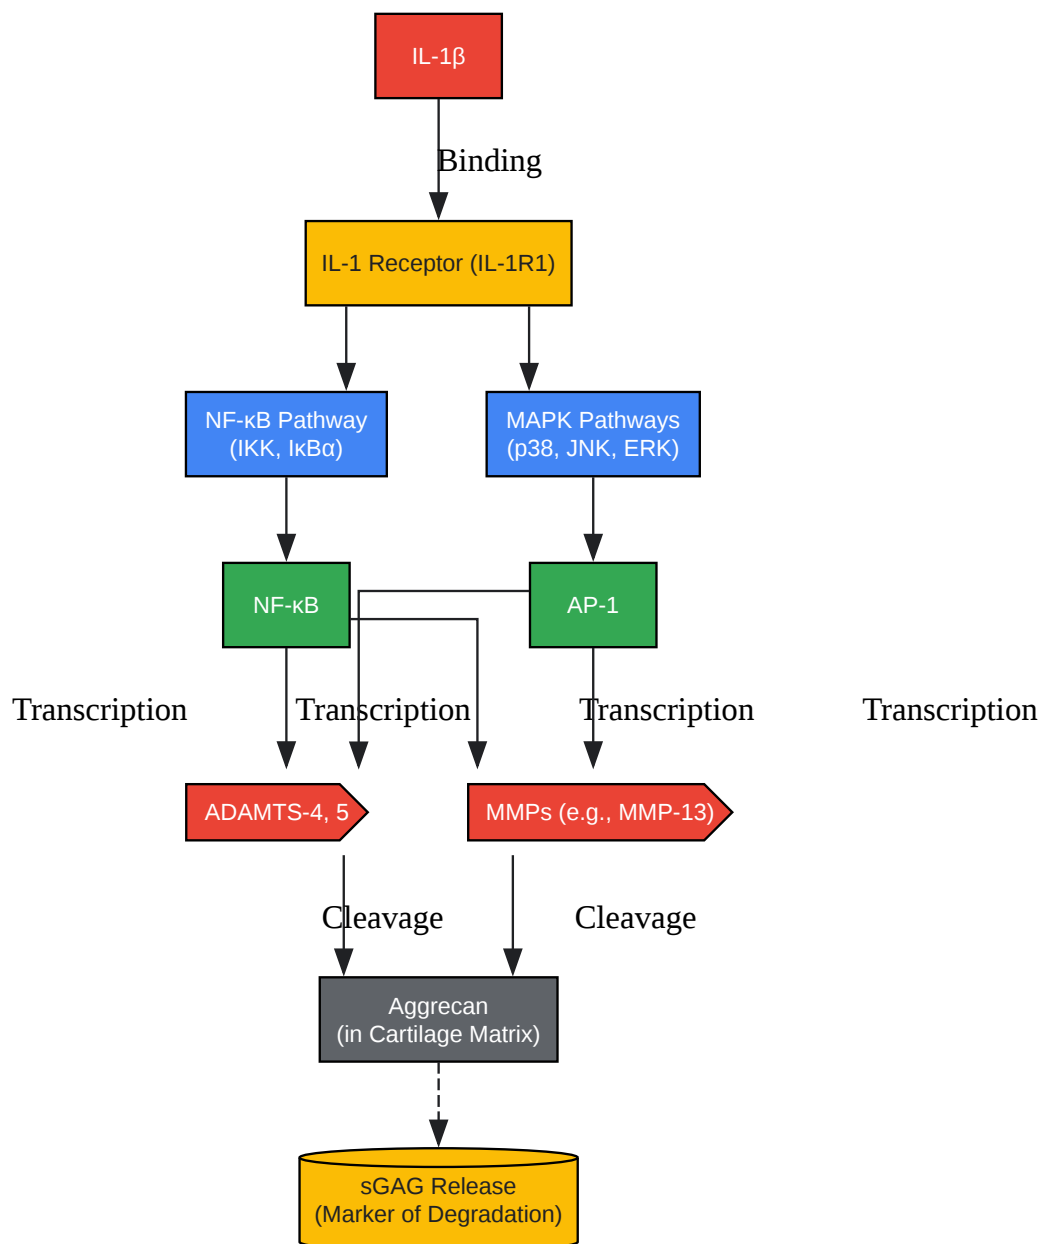 IL-1β
Binding
IL-1 Receptor (IL-1R1)
NF-κB Pathway
(IKK, IκBα)
MAPK Pathways
(p38, JNK, ERK)
NF-κB
AP-1
Transcription
Transcription
Transcription
Transcription
ADAMTS-4, 5
MMPs (e.g., MMP-13)
Cleavage
Cleavage
Aggrecan
(in Cartilage Matrix)
sGAG Release
(Marker of Degradation)